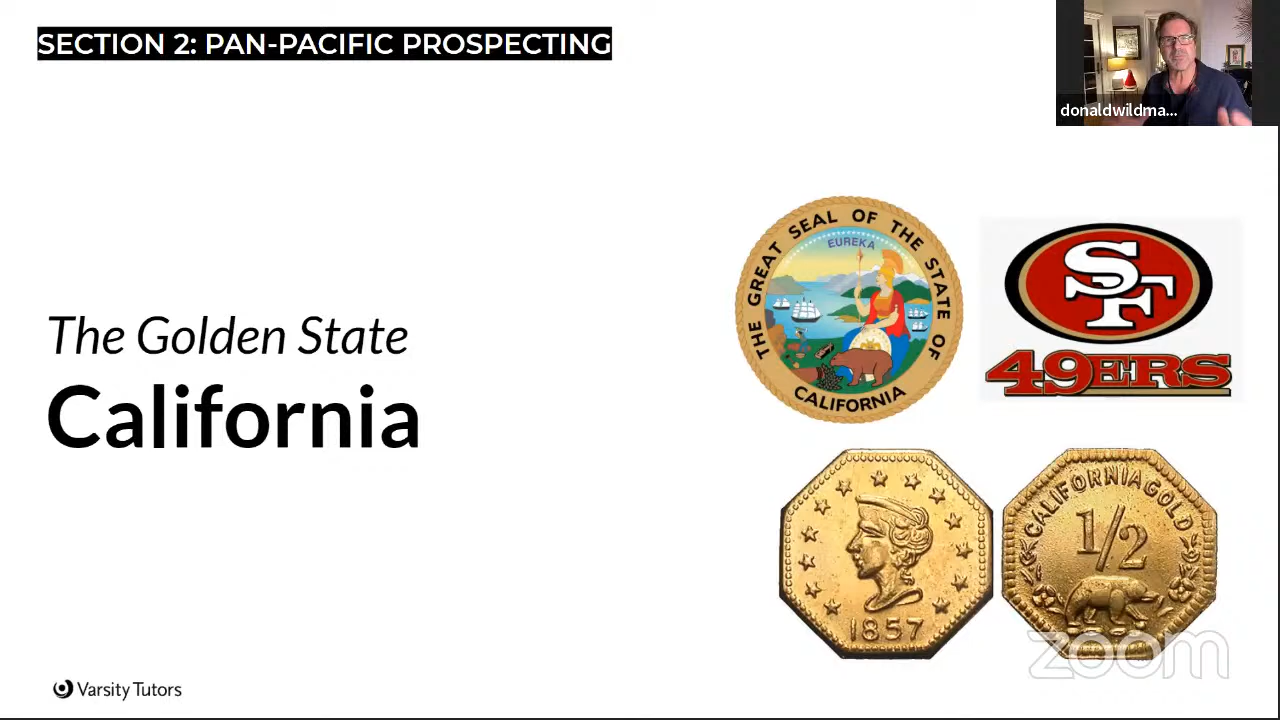 SECTION 2: PAN-PACIFIC PROSPECTING
donaldwildma...
The Golden State
California
THE GREAT SEAL OF THE STATE OF
CALIFORNIA
EUREKA
SF
49ERS
1857
CALIFORNIA GOLD
1/2
zoom
Varsity Tutors